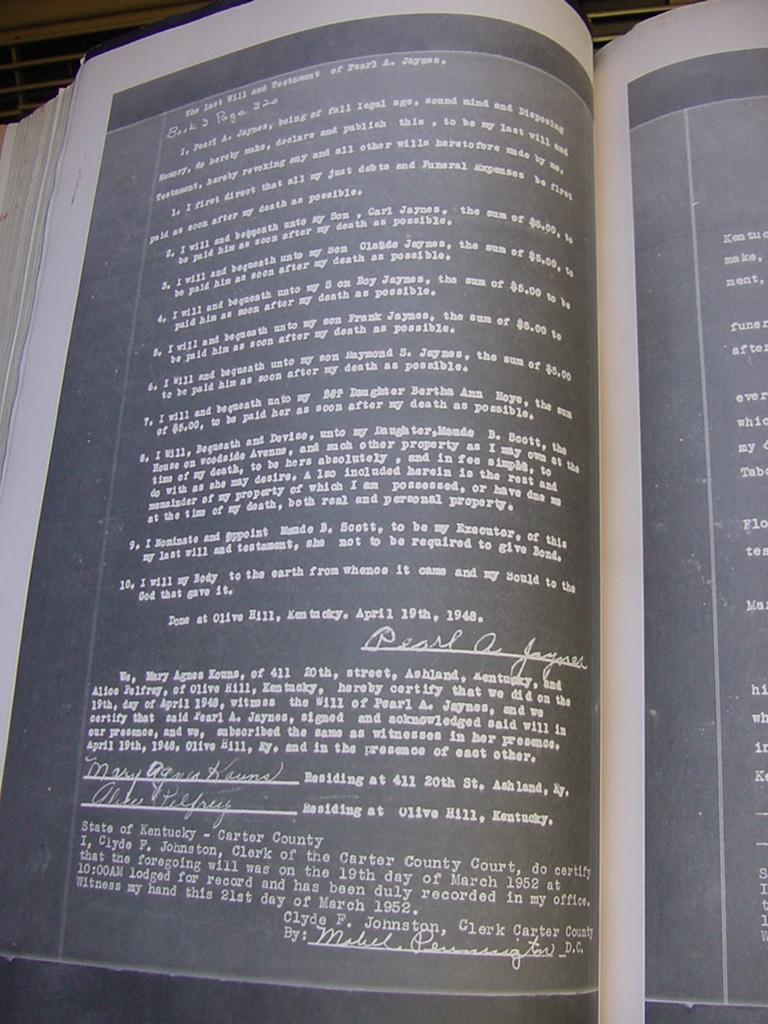 The last Will and Testament of Pearl A. Jaynes.
Book 3 Page 320
I, Pearl A. Jaynes, being of full legal age, sound mind and Disposing
Memory, do hereby make, declare and publish this , to be my last will and
Testament, hereby revoking any and all other wills heretofore made by me.
1. I first direct that all my just debts and Funeral Expenses be first
paid as soon after my death as possible.
2. I will and bequeath unto my Son , Carl Jaynes, the sum of $5.00, to
be paid him as soon after my death as possible.
3. I will and bequeath unto my Son Claude Jaynes, the sum of $5.00, to
be paid him as soon after my death as possible.
4. I will and bequeath unto my S on Roy Jaynes, the sum of $5.00 to be
paid him as soon after my death as possible.
5. I will and bequeath unto my son Frank Jaynes, the sum of $5.00 to
be paid him as soon after my death as possible.
6. I Will and bequeath unto my son Raymond S. Jaynes, the sum of $5.00
to be paid him as soon after my death as possible.
7. I will and bequeath unto my Daughter Bertha Ann Hoye, the sum
of $5.00, to be paid her as soon after my death as possible.
8. I Will, Bequeath and Devise, unto my Daughter,Maude B. Scott, the
House on Woodside Avenue, and such other property as I may own at the
time of my death, to be hers absolutely , and in fee simple, to
do with as she may desire. A lso included herein is the rest and
remainder of my property of which I am possessed, or have due me
at the time of my death, both real and personal property.
9. I Nominate and appoint Maude B. Scott, to be my Executor, of this
my last will and testament, she not to be required to give Bond.
10. I will my Body to the earth from whence it came and my Sould to the
God that gave it.
Done at Olive Hill, Kentucky. April 19th, 1948.
Pearl A. Jaynes
We, Mary Agnes Kouns, of 411 20th, street, Ashland, Kentucky, and
Alice Pelfrey, of Olive Hill, Kentucky, hereby certify that we did on the
19th, day of April 1948, witness the Will of Pearl A. Jaynes, and we
certify that said Pearl A. Jaynes, signed and acknowledged said will in
our presence, and we, subscribed the same as witnesses in her presence.
April 19th, 1948, Olive Hill, Ky. and in the presence of east other.
Mary Agnes Kouns Residing at 411 20th St. Ashland, Ky.
Alice Pelfrey Residing at Olive Hill, Kentucky.
State of Kentucky - Carter County
I, Clyde F. Johnston, Clerk of the Carter County Court, do certify
that the foregoing will was on the 19th day of March 1952 at
10:00AM lodged for record and has been duly recorded in my office.
Witness my hand this 21st day of March 1952.
Clyde F. Johnston, Clerk Carter County
By: Mabel Pennington D.C.
Kentuc
make,
ment,
funer
after
ever
whic
my d
Tabo
Flo
tes
Ma
hi
wh
in
Ke
S
I
t
l
W